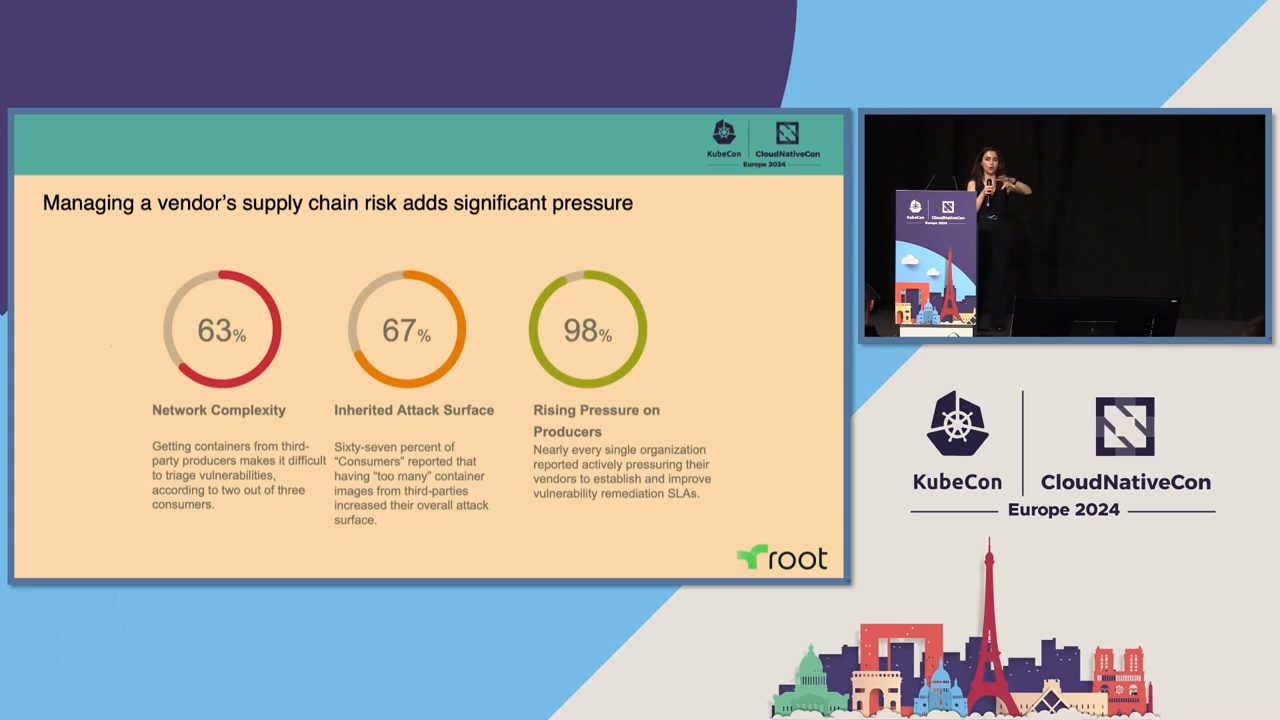 KubeCon
CloudNativeCon
Europe 2024
Managing a vendor's supply chain risk adds significant pressure
63%
67%
98%
Network Complexity
Getting containers from third-
party producers makes it difficult
to triage vulnerabilities,
according to two out of three
consumers.
Inherited Attack Surface
Sixty-seven percent of
“Consumers” reported that
having “too many” container
images from third-parties
increased their overall attack
surface.
Rising Pressure on
Producers
Nearly every single organization
reported actively pressuring their
vendors to establish and improve
vulnerability remediation SLAs.
root
KubeCon
CloudNativeCon
Europe 2024
KubeCon
CloudNativeCon
Europe 2024